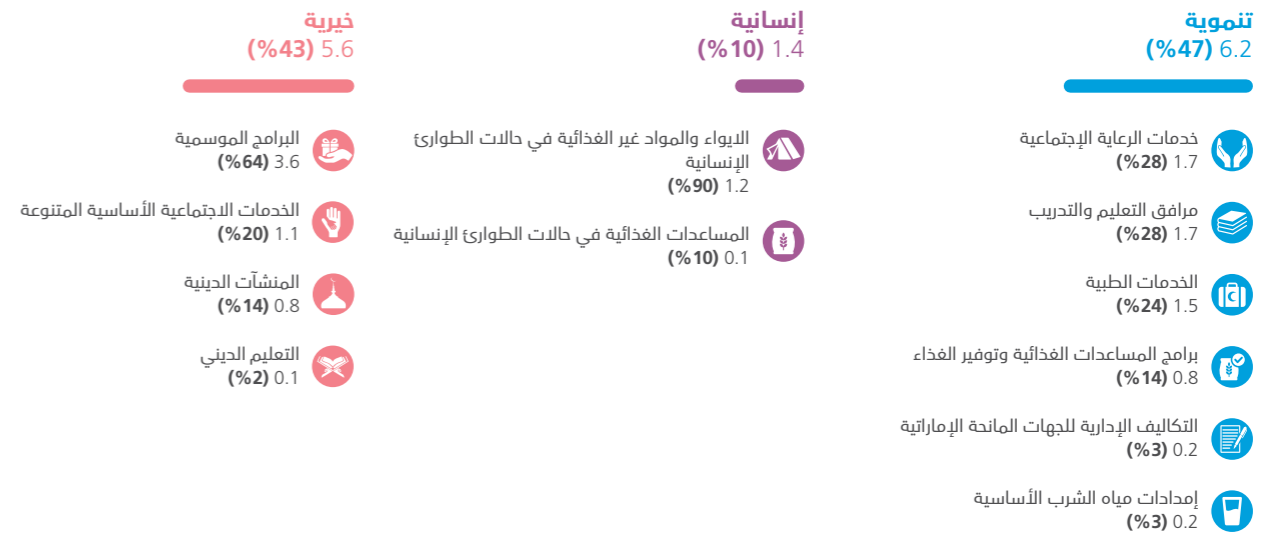 تنموية
6.2 (%47)
خدمات الرعاية الإجتماعية
1.7 (%28)
مرافق التعليم والتدريب
1.7 (%28)
الخدمات الطبية
1.5 (%24)
برامج المساعدات الغذائية وتوفير الغذاء
0.8 (%14)
التكاليف الإدارية للجهات المانحة الإماراتية
0.2 (%3)
إمدادات مياه الشرب الأساسية
0.2 (%3)
إنسانية
1.4 (%10)
الايواء والمواد غير الغذائية في حالات الطوارئ
الإنسانية
1.2 (%90)
المساعدات الغذائية في حالات الطوارئ الإنسانية
0.1 (%10)
خيرية
5.6 (%43)
البرامج الموسمية
3.6 (%64)
الخدمات الاجتماعية الأساسية المتنوعة
1.1 (%20)
المنشآت الدينية
0.8 (%14)
التعليم الديني
0.1 (%2)